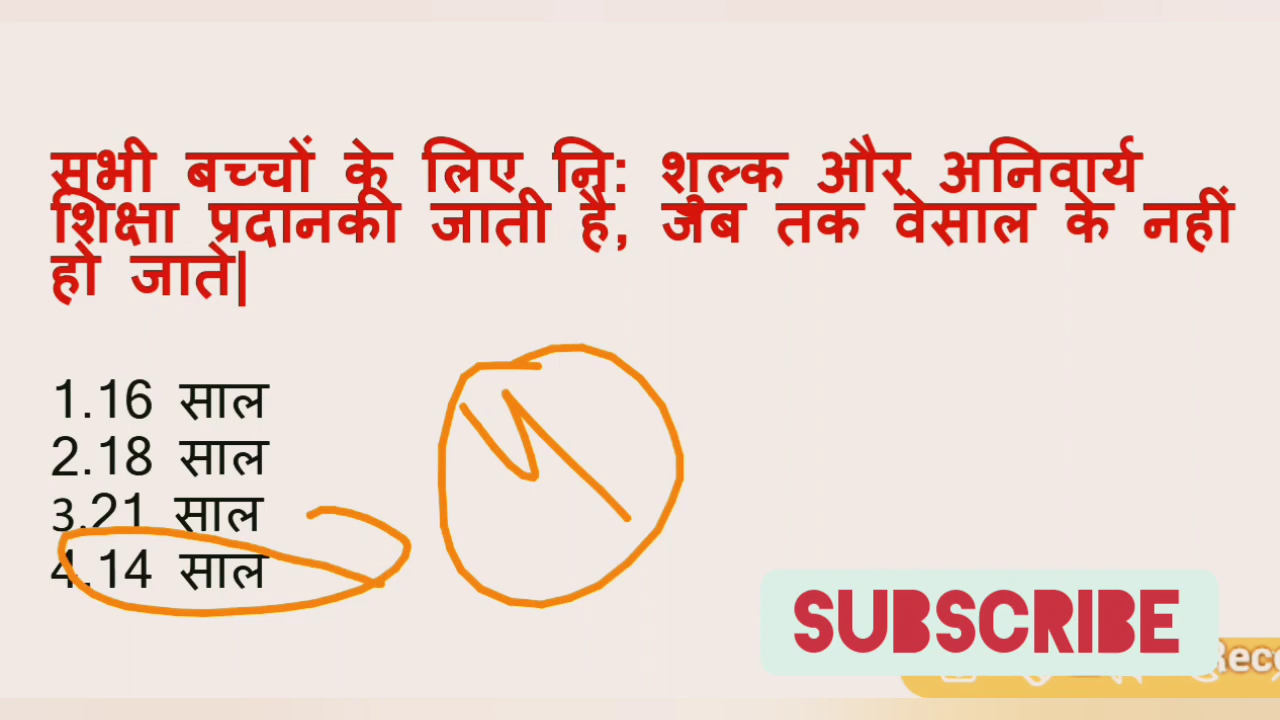 सभी बच्चों के लिए नि: शुल्क और अनिवार्य
शिक्षा प्रदानकी जाती है, जब तक वेसाल के नहीं
हो जाते|
1.16 साल
2.18 साल
3.21 साल
4.14 साल
SUBSCRIBE